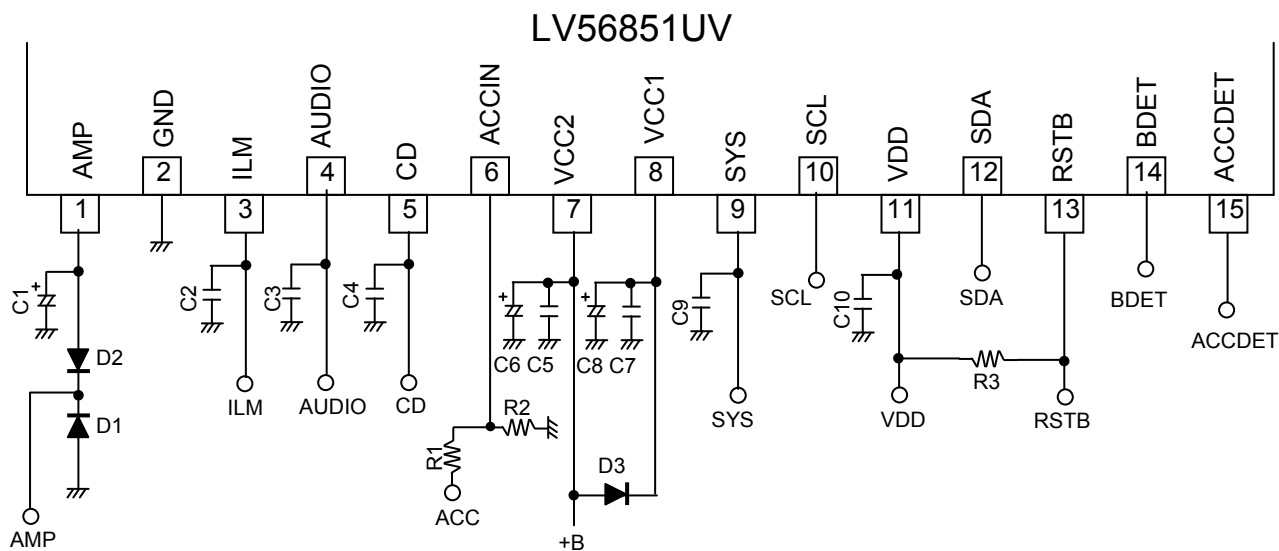 LV56851UV
AMP
GND
ILM
AUDIO
CD
ACCIN
VCC2
VCC1
SYS
SCL
VDD
SDA
RSTB
BDET
ACCDET
1
2
3
4
5
6
7
8
9
10
11
12
13
14
15
C1 +
C2
C3
C4
+
C6 C5
+
C8 C7
C9
SCL
C10
SDA
BDET
ACCDET
D2
D1
ILM
AUDIO
CD
R1
R2
ACC
D3
+B
SYS
VDD
R3
RSTB
AMP